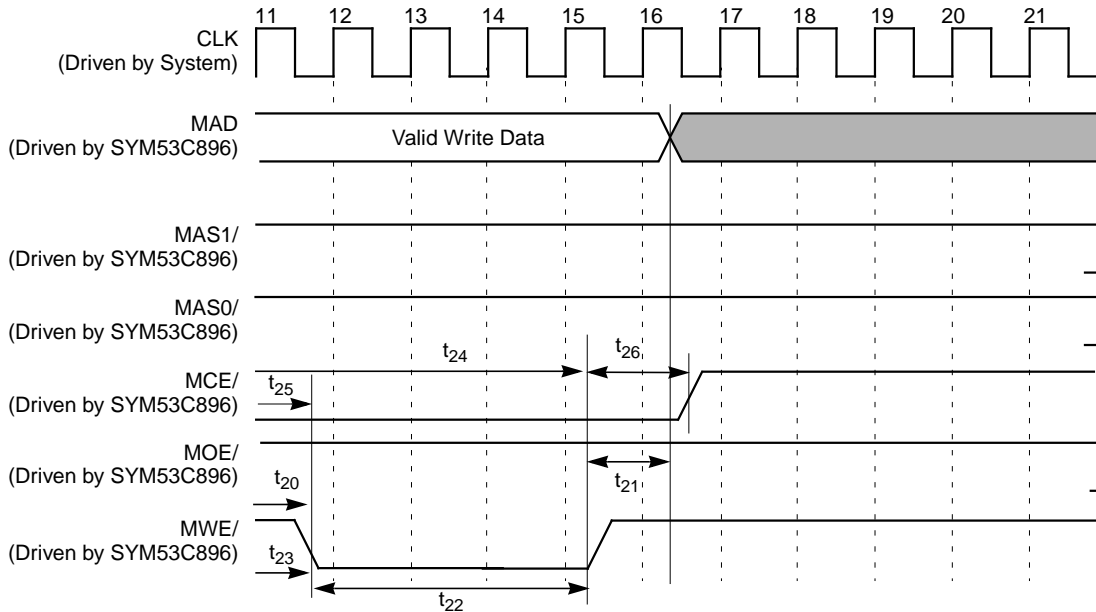 11 12 13 14 15 16 17 18 19 20 21
CLK
(Driven by System)
MAD
(Driven by SYM53C896)
Valid Write Data
MAS1/
(Driven by SYM53C896)
MAS0/
(Driven by SYM53C896)
t24
t26
MCE/
(Driven by SYM53C896)
t25
MOE/
(Driven by SYM53C896)
t21
t20
MWE/
(Driven by SYM53C896)
t23
t22